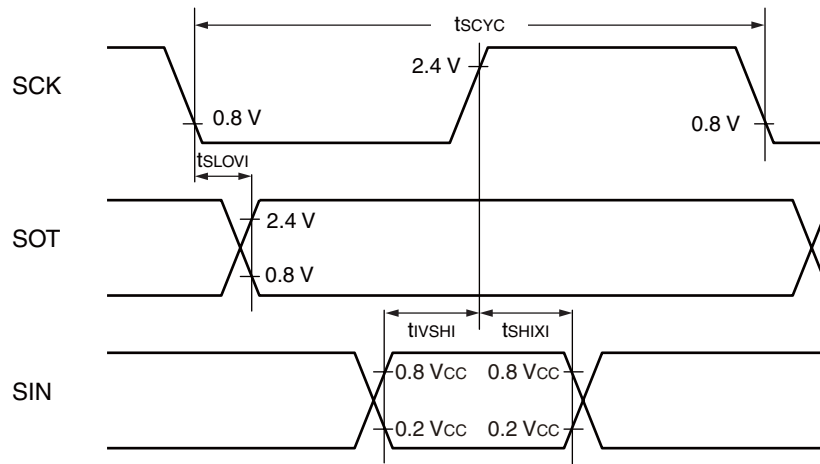 tSCYC
SCK
2.4 V
0.8 V
0.8 V
tSLOVI
SOT
2.4 V
0.8 V
tIVSHI
tSHIXI
SIN
0.8 VCC
0.8 VCC
0.2 VCC
0.2 VCC